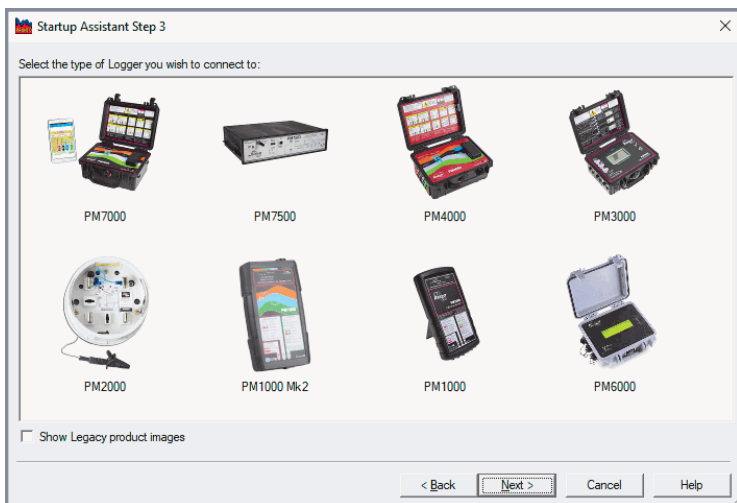 Startup Assistant Step 3
Select the type of Logger you wish to connect to:
PM7000
PM7500
PM4000
PM3000
PM2000
PM1000 Mk2
PM1000
PM6000
Show Legacy product images
< Back
Next >
Cancel
Help